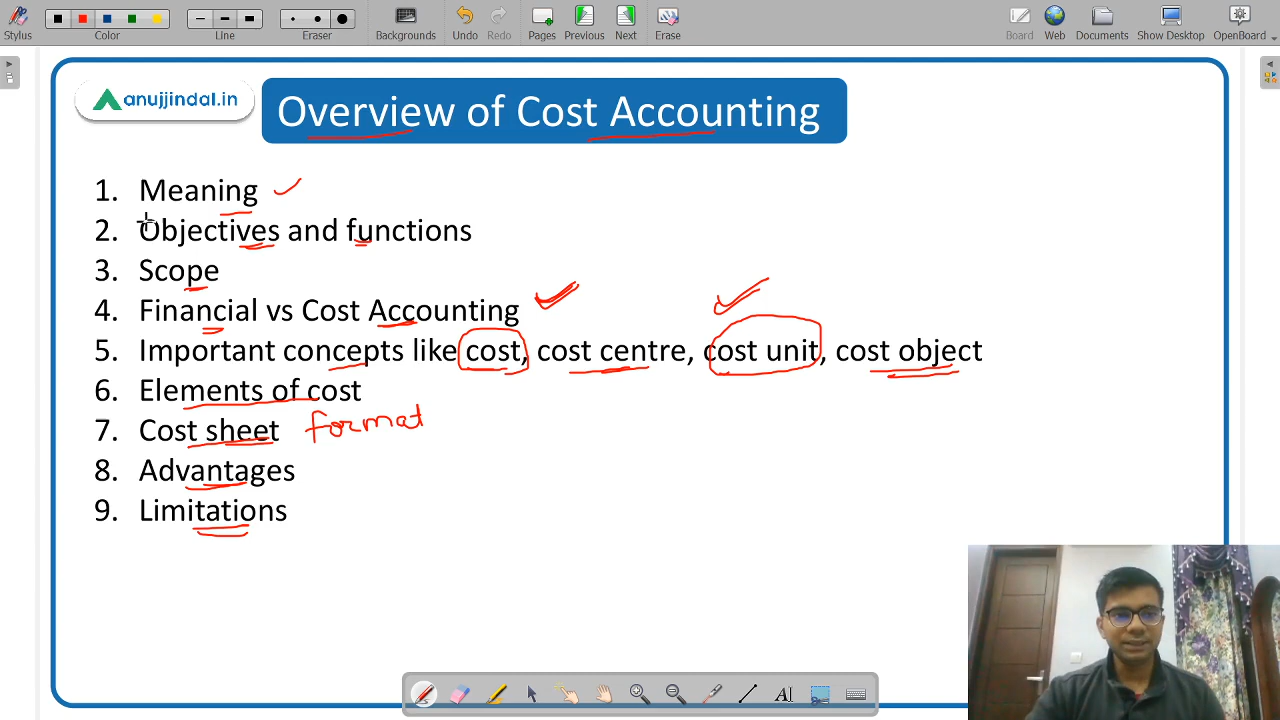 Stylus
Color
Line
Eraser
Backgrounds
Undo
Redo
Pages
Previous
Next
Erase
Board
Web
Documents
Show Desktop
OpenBoard
anujjindal.in
Overview of Cost Accounting
1. Meaning
2. Objectives and functions
3. Scope
4. Financial vs Cost Accounting
5. Important concepts like cost, cost centre, cost unit, cost object
6. Elements of cost
7. Cost sheet format
8. Advantages
9. Limitations
AI